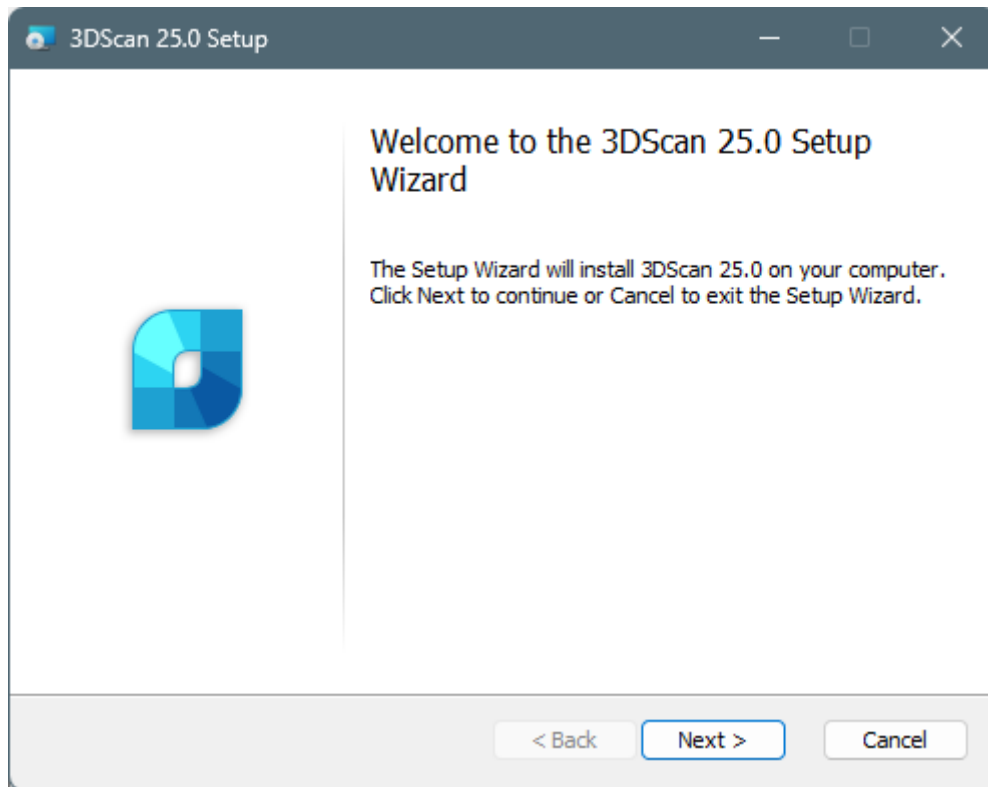 3DScan 25.0 Setup
Welcome to the 3DScan 25.0 Setup
Wizard
The Setup Wizard will install 3DScan 25.0 on your computer.
Click Next to continue or Cancel to exit the Setup Wizard.
< Back
Next >
Cancel